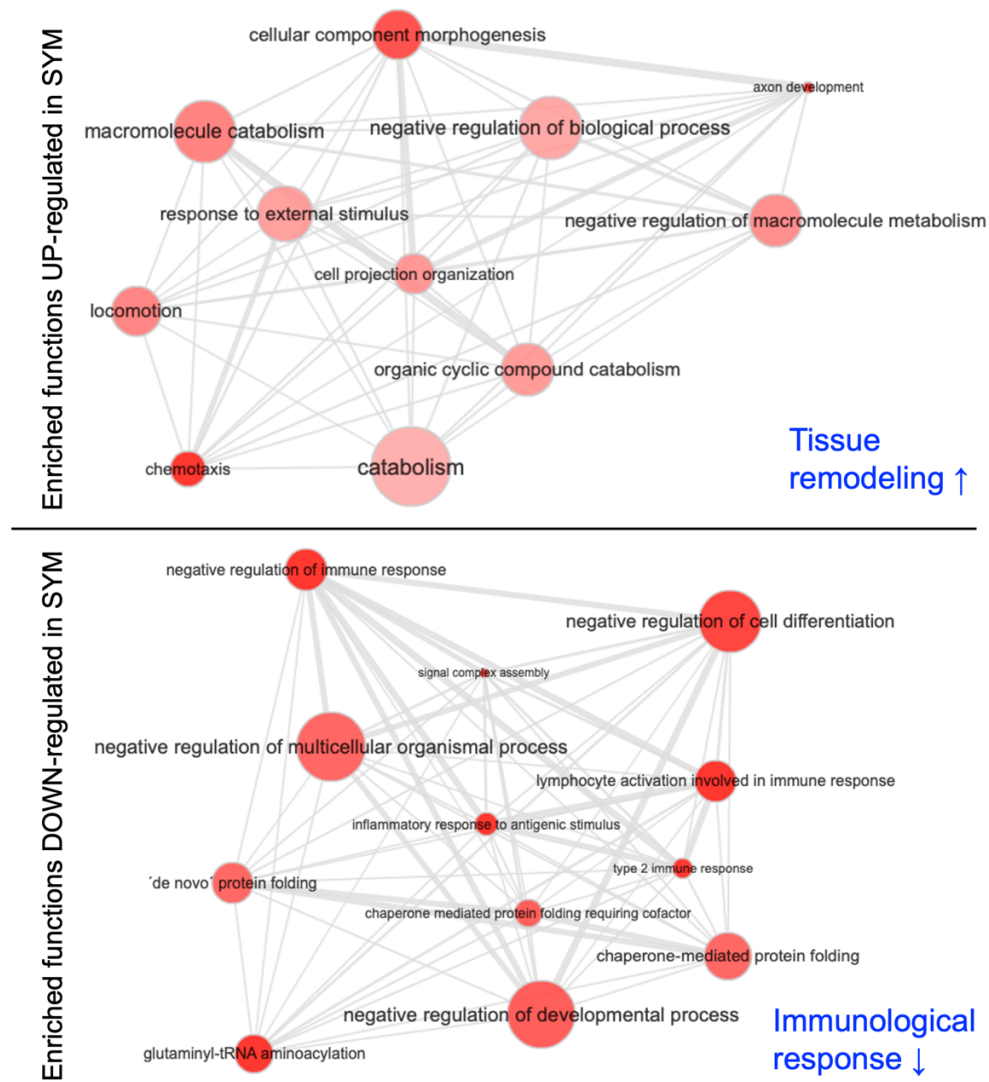 Enriched functions UP-regulated in SYM
cellular component morphogenesis
axon development
macromolecule catabolism
negative regulation of biological process
response to external stimulus
negative regulation of macromolecule metabolism
cell projection organization
locomotion
organic cyclic compound catabolism
chemotaxis
catabolism
Tissue
remodeling ↑
Enriched functions DOWN-regulated in SYM
negative regulation of immune response
negative regulation of cell differentiation
signal complex assembly
negative regulation of multicellular organismal process
lymphocyte activation involved in immune response
inflammatory response to antigenic stimulus
type 2 immune response
´de novo´ protein folding
chaperone mediated protein folding requiring cofactor
chaperone-mediated protein folding
negative regulation of developmental process
glutaminyl-tRNA aminoacylation
Immunological
response ↓